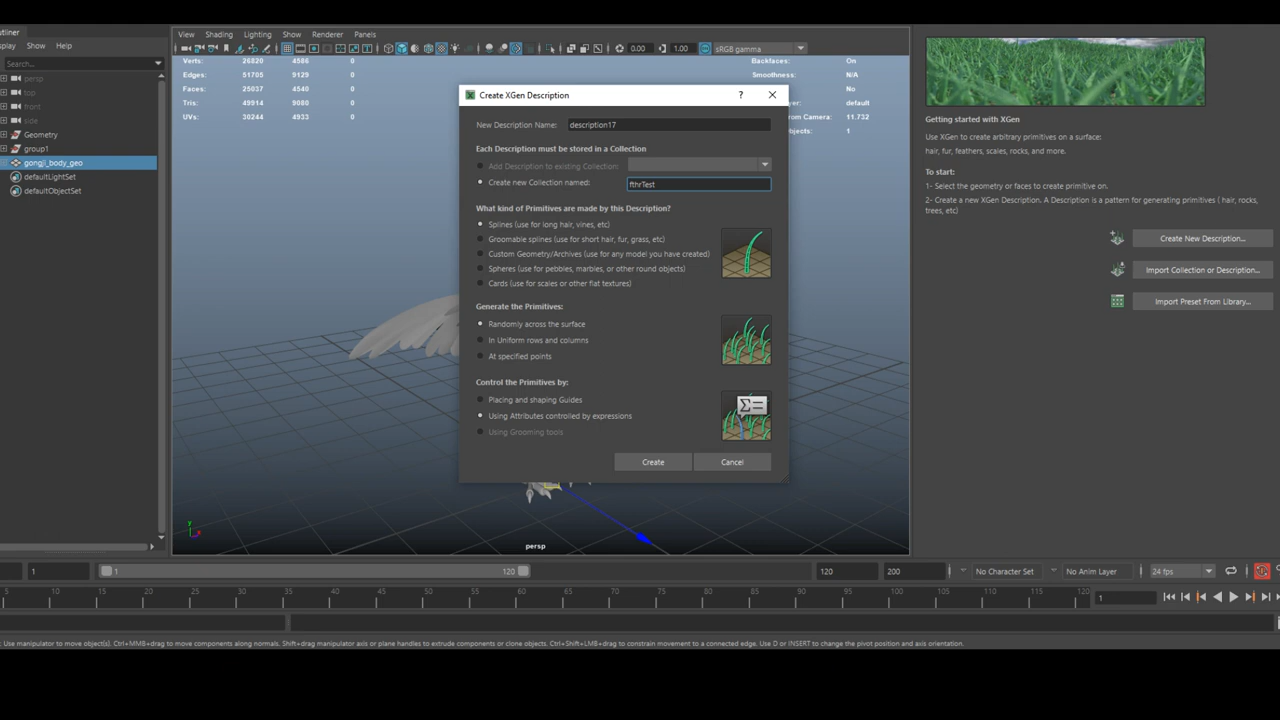 utliner
View Shading Lighting Show Renderer Panels
isplay Show Help
0.00 1.00 sRGB gamma
Search...
persp
top
front
side
Geometry
group1
gongji_body_geo
defaultLightSet
defaultObjectSet
Verts: 26820 4586 0
Edges: 51705 9129 0
Faces: 25037 4540 0
Tris: 49914 9080 0
UVs: 30244 4933 0
Backfaces: On
Smoothness: N/A
No
yer: default
rom Camera: 11.732
bjects: 1
Create XGen Description ?
New Description Name: description17
Each Description must be stored in a Collection
Add Description to existing Collection:
Create new Collection named: fthrTest
What kind of Primitives are made by this Description?
Splines (use for long hair, vines, etc)
Groomable splines (use for short hair, fur, grass, etc)
Custom Geometry/Archives (use for any model you have created)
Spheres (use for pebbles, marbles, or other round objects)
Cards (use for scales or other flat textures)
Generate the Primitives:
Randomly across the surface
In Uniform rows and columns
At specified points
Control the Primitives by:
Placing and shaping Guides
Using Attributes controlled by expressions
Using Grooming tools
Create Cancel
persp
y
x
Getting started with XGen
Use XGen to create arbitrary primitives on a surface:
hair, fur, feathers, scales, rocks, and more.
To start:
1- Select the geometry or faces to create primitive on.
2- Create a new XGen Description. A Description is a pattern for generating primitives ( hair, rocks,
trees, etc)
Create New Description...
Import Collection or Description...
Import Preset From Library...
1 1 120 120 200 No Character Set No Anim Layer 24 fps
5 10 15 20 25 30 35 40 45 50 55 60 65 70 75 80 85 90 95 100 105 110 115 120 1
: Use manipulator to move object(s). Ctrl+MMB+drag to move components along normals. Shift+drag manipulator axis or plane handles to extrude components or clone objects. Ctrl+Shift+LMB+drag to constrain movement to a connected edge. Use D or INSERT to change the pivot position and axis orientation.